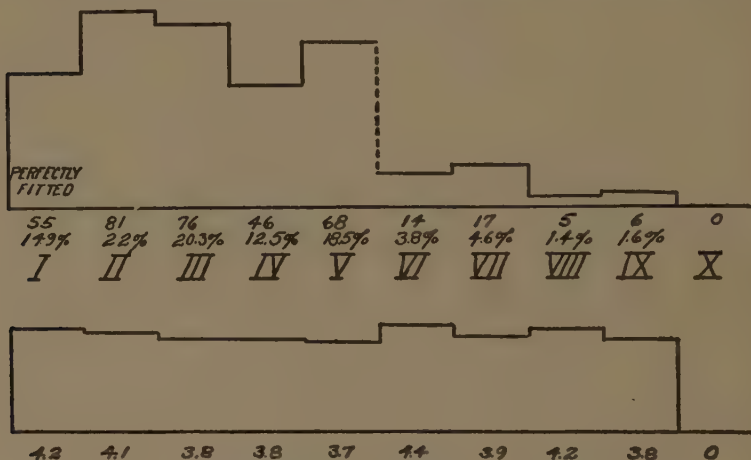 PERFECTLY
FITTED
55 81 76 46 68 14 17 5 6 0
14.9% 22% 20.3% 12.5% 18.5% 3.8% 4.6% 1.4% 1.6%
I II III IV V VI VII VIII IX X
4.2 4.1 3.8 3.8 3.7 4.4 3.9 4.2 3.8 0